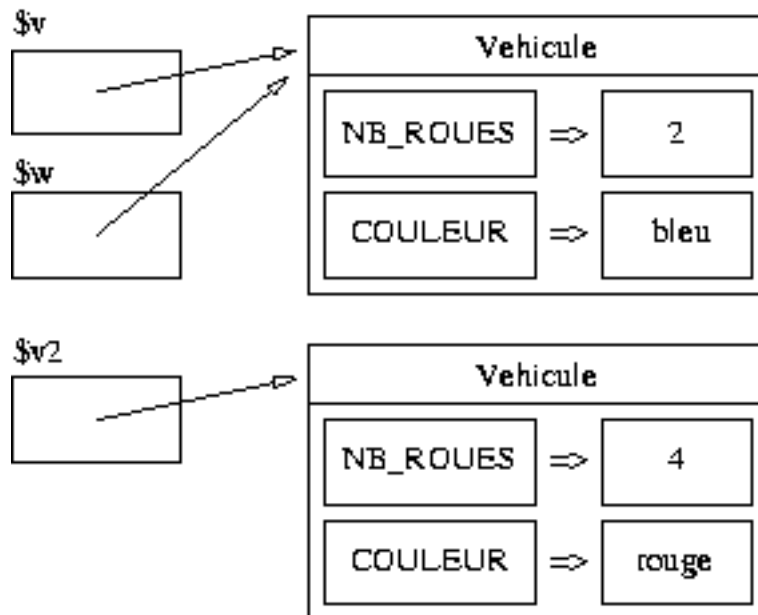 $v
Vehicule
NB_ROUES => 2
$w
COULEUR => bleu
$v2
Vehicule
NB_ROUES => 4
COULEUR => rouge